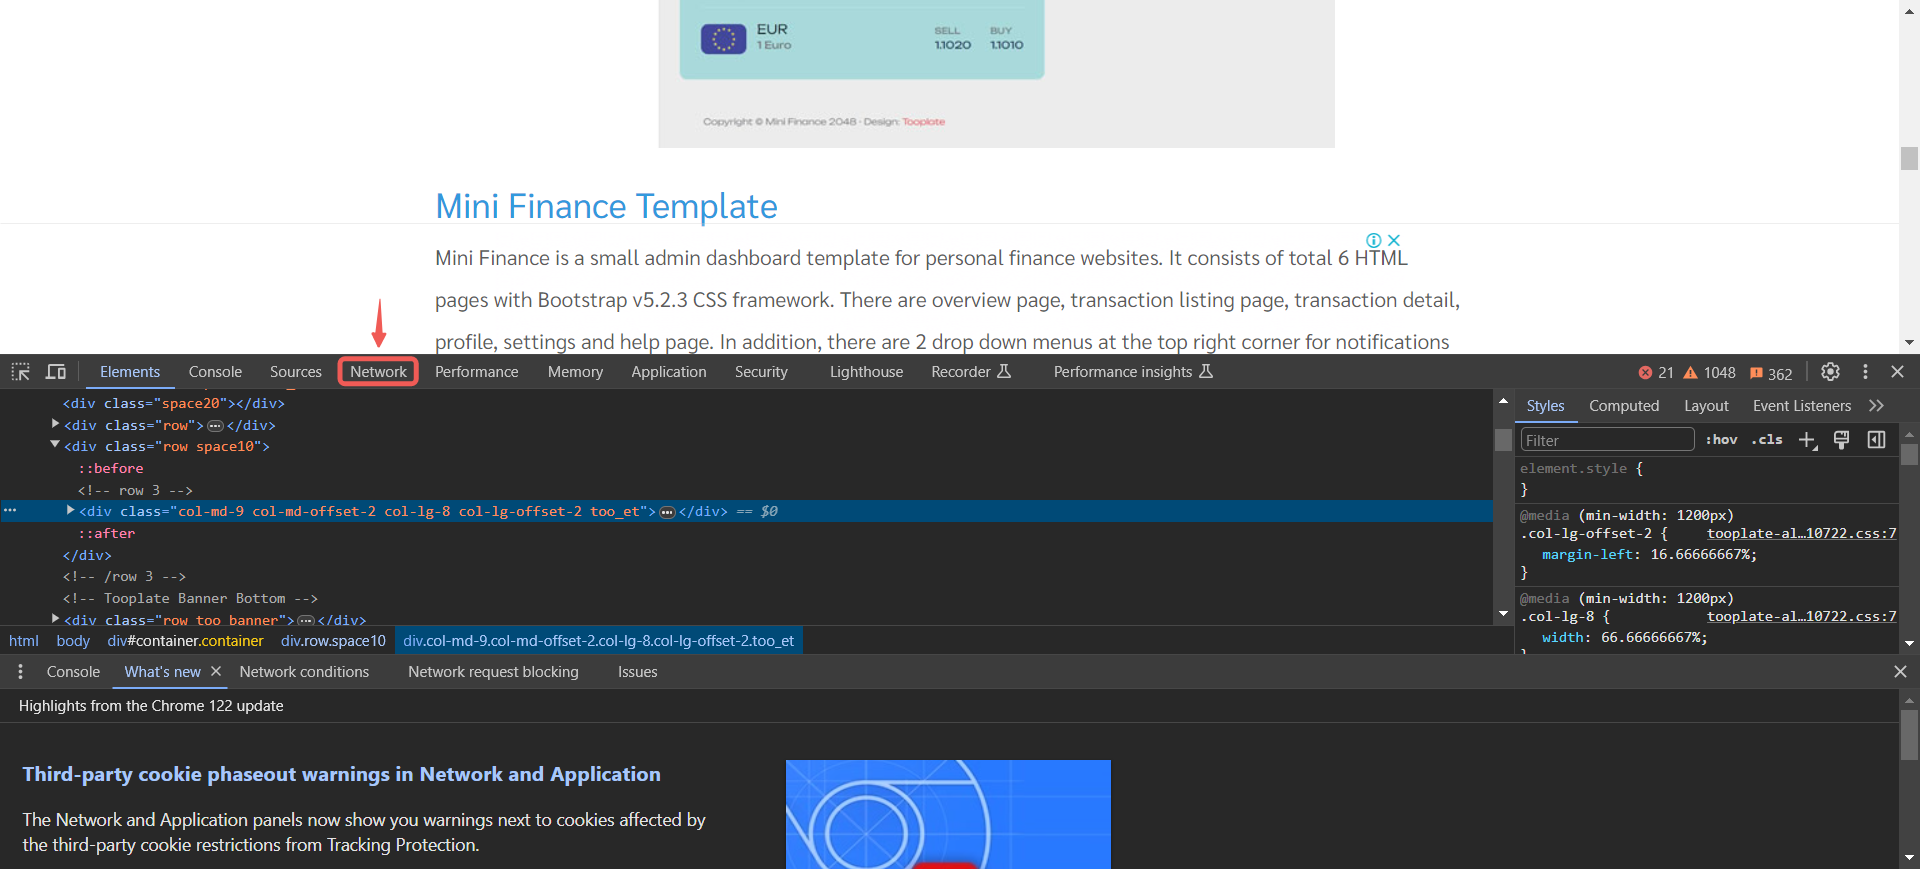 EUR
1 Euro
SELL BUY
1.1020 1.1010
Copyright © Mini Finance 2048 - Design: Tooplate
Mini Finance Template
Mini Finance is a small admin dashboard template for personal finance websites. It consists of total 6 HTML
pages with Bootstrap v5.2.3 CSS framework. There are overview page, transaction listing page, transaction detail,
profile, settings and help page. In addition, there are 2 drop down menus at the top right corner for notifications
Elements Console Sources Network Performance Memory Application Security Lighthouse Recorder Performance insights 21 1048 362
<div class="space20"></div>
<div class="row">…</div>
<div class="row space10">
::before
<!-- row 3 -->
<div class="col-md-9 col-md-offset-2 col-lg-8 col-lg-offset-2 too_et">…</div> == $0
::after
</div>
<!-- /row 3 -->
<!-- Tooplate Banner Bottom -->
<div class="row too banner">…</div>
html body div#container.container div.row.space10 div.col-md-9.col-md-offset-2.col-lg-8.col-lg-offset-2.too_et
Styles Computed Layout Event Listeners
Filter :hov .cls
element.style {
}
@media (min-width: 1200px)
.col-lg-offset-2 { tooplate-al…10722.css:7
margin-left: 16.66666667%;
}
@media (min-width: 1200px)
.col-lg-8 { tooplate-al…10722.css:7
width: 66.66666667%;
}
Console What's new Network conditions Network request blocking Issues
Highlights from the Chrome 122 update
Third-party cookie phaseout warnings in Network and Application
The Network and Application panels now show you warnings next to cookies affected by
the third-party cookie restrictions from Tracking Protection.